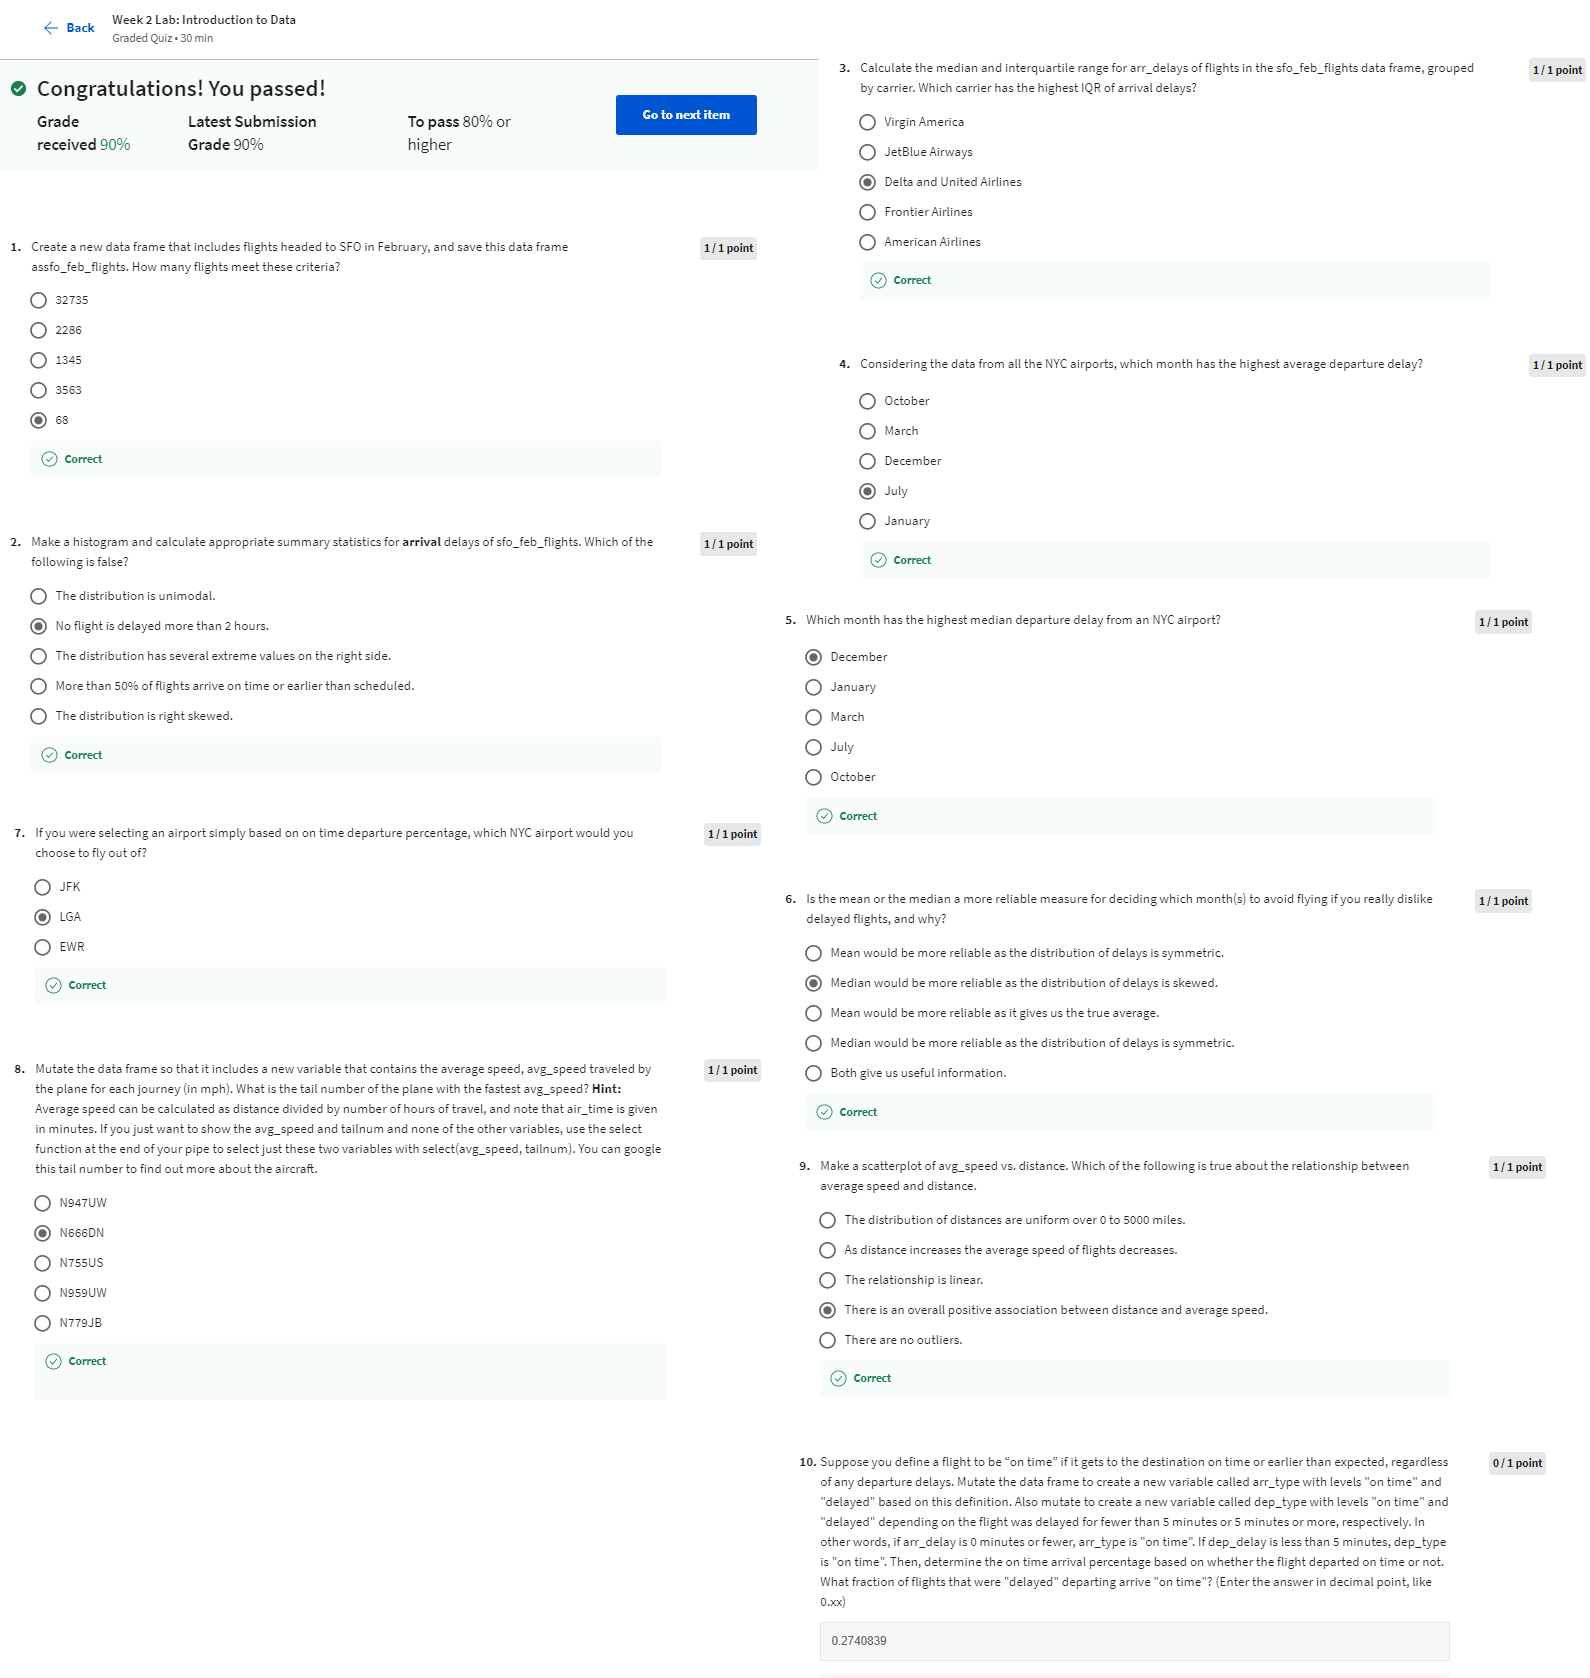 Back
Week 2 Lab: Introduction to Data
Graded Quiz • 30 min
Congratulations! You passed!
Grade
received 90%
Latest Submission
Grade 90%
To pass 80% or
higher
Go to next item
1. Create a new data frame that includes flights headed to SFO in February, and save this data frame
assfo_feb_flights. How many flights meet these criteria?
1 / 1 point
32735
2286
1345
3563
68
Correct
2. Make a histogram and calculate appropriate summary statistics for arrival delays of sfo_feb_flights. Which of the
following is false?
1 / 1 point
The distribution is unimodal.
No flight is delayed more than 2 hours.
The distribution has several extreme values on the right side.
More than 50% of flights arrive on time or earlier than scheduled.
The distribution is right skewed.
Correct
3. Calculate the median and interquartile range for arr_delays of flights in the sfo_feb_flights data frame, grouped
by carrier. Which carrier has the highest IQR of arrival delays?
1 / 1 point
Virgin America
JetBlue Airways
Delta and United Airlines
Frontier Airlines
American Airlines
Correct
4. Considering the data from all the NYC airports, which month has the highest average departure delay?
1 / 1 point
October
March
December
July
January
Correct
5. Which month has the highest median departure delay from an NYC airport?
1 / 1 point
December
January
March
July
October
Correct
6. Is the mean or the median a more reliable measure for deciding which month(s) to avoid flying if you really dislike
delayed flights, and why?
1 / 1 point
Mean would be more reliable as the distribution of delays is symmetric.
Median would be more reliable as the distribution of delays is skewed.
Mean would be more reliable as it gives us the true average.
Median would be more reliable as the distribution of delays is symmetric.
Both give us useful information.
Correct
7. If you were selecting an airport simply based on on time departure percentage, which NYC airport would you
choose to fly out of?
1 / 1 point
JFK
LGA
EWR
Correct
8. Mutate the data frame so that it includes a new variable that contains the average speed, avg_speed traveled by
the plane for each journey (in mph). What is the tail number of the plane with the fastest avg_speed? Hint:
Average speed can be calculated as distance divided by number of hours of travel, and note that air_time is given
in minutes. If you just want to show the avg_speed and tailnum and none of the other variables, use the select
function at the end of your pipe to select just these two variables with select(avg_speed, tailnum). You can google
this tail number to find out more about the aircraft.
1 / 1 point
N947UW
N666DN
N755US
N959UW
N779JB
Correct
9. Make a scatterplot of avg_speed vs. distance. Which of the following is true about the relationship between
average speed and distance.
1 / 1 point
The distribution of distances are uniform over 0 to 5000 miles.
As distance increases the average speed of flights decreases.
The relationship is linear.
There is an overall positive association between distance and average speed.
There are no outliers.
Correct
10. Suppose you define a flight to be “on time” if it gets to the destination on time or earlier than expected, regardless
of any departure delays. Mutate the data frame to create a new variable called arr_type with levels "on time" and
"delayed" based on this definition. Also mutate to create a new variable called dep_type with levels "on time" and
"delayed" depending on the flight was delayed for fewer than 5 minutes or 5 minutes or more, respectively. In
other words, if arr_delay is 0 minutes or fewer, arr_type is "on time". If dep_delay is less than 5 minutes, dep_type
is "on time". Then, determine the on time arrival percentage based on whether the flight departed on time or not.
What fraction of flights that were "delayed" departing arrive "on time"? (Enter the answer in decimal point, like
0.xx)
0 / 1 point
0.2740839